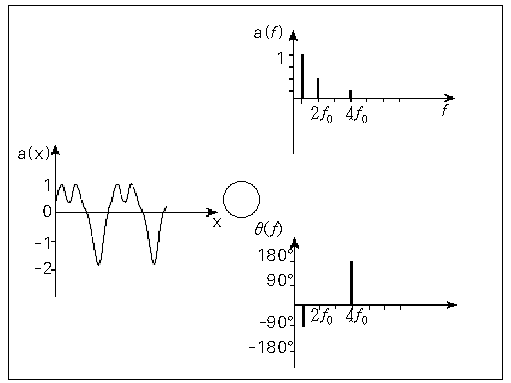 a(f)
1
2f₀ 4f₀
f
a(x)
1
0
-1
-2
x
θ(f)
180°
90°
2f₀ 4f₀
-90°
-180°